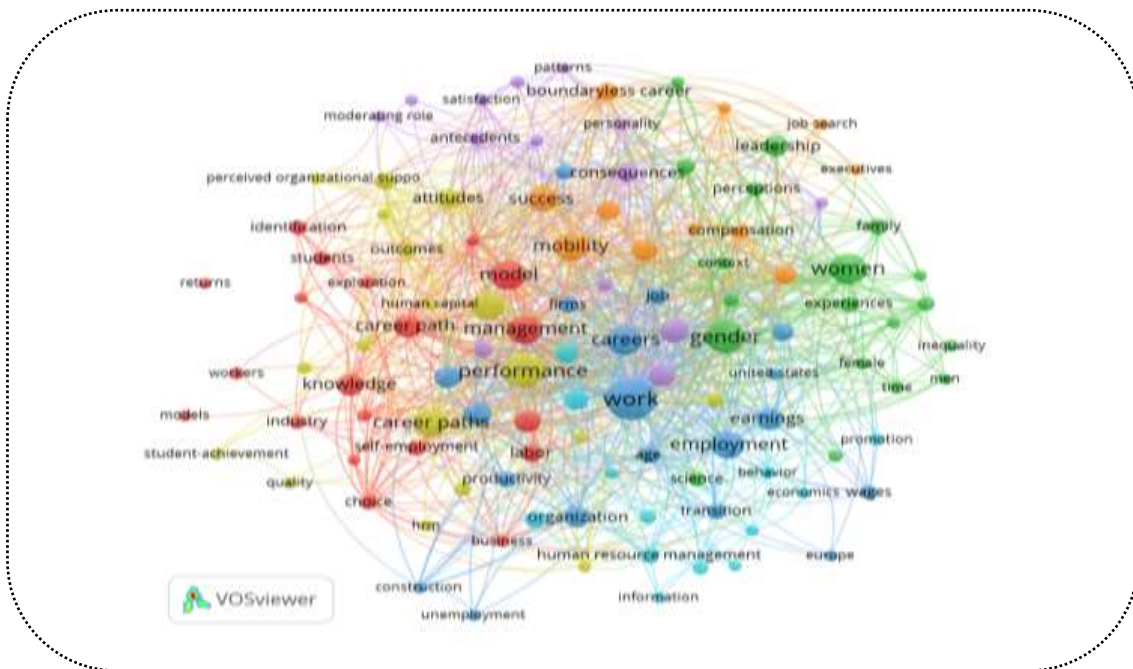 patterns
boundaryless career
satisfaction
moderating role
personality
job search
antecedents
leadership
consequences
executives
perceived organizational suppo
perceptions
attitudes
success
identification
compensation
family
mobility
outcomes
students
context
women
model
returns
exploration
job
human capital
firms
experiences
career path
management
careers
gender
inequality
female
performance
united states
workers
men
knowledge
time
work
models
industry
career paths
earnings
employment
promotion
self-employment
student-achievement
labor
age
behavior
quality
productivity
science
economics
wages
choice
transition
organization
hrm
business
human resource management
europe
construction
information
unemployment
VOSviewer